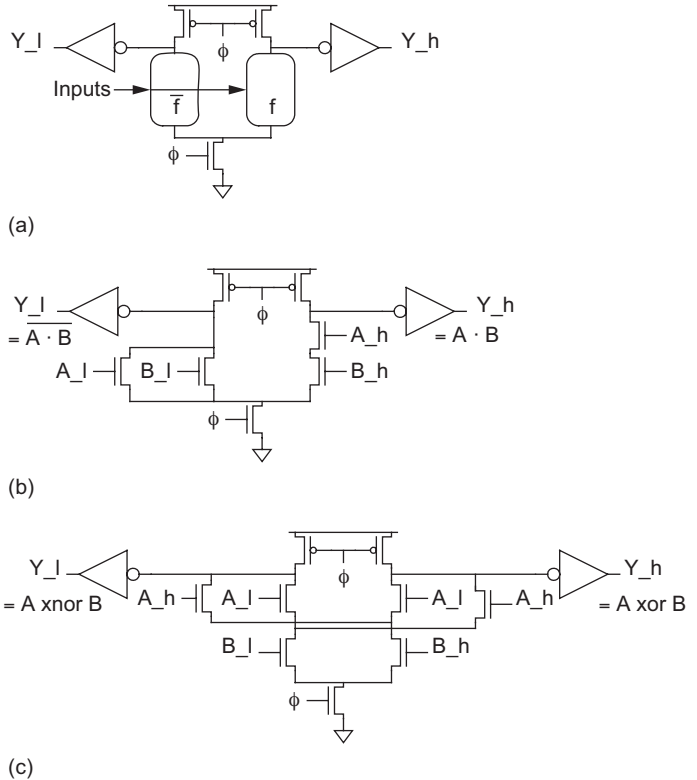 Y_l Y_h
ϕ
Inputs f̅ f
ϕ
(a)
Y_l ϕ Y_h
= \overline{A · B} A_h = A · B
A_l B_l B_h
ϕ
(b)
Y_l ϕ Y_h
= A xnor B A_h A_l A_l A_h = A xor B
B_l B_h
ϕ
(c)